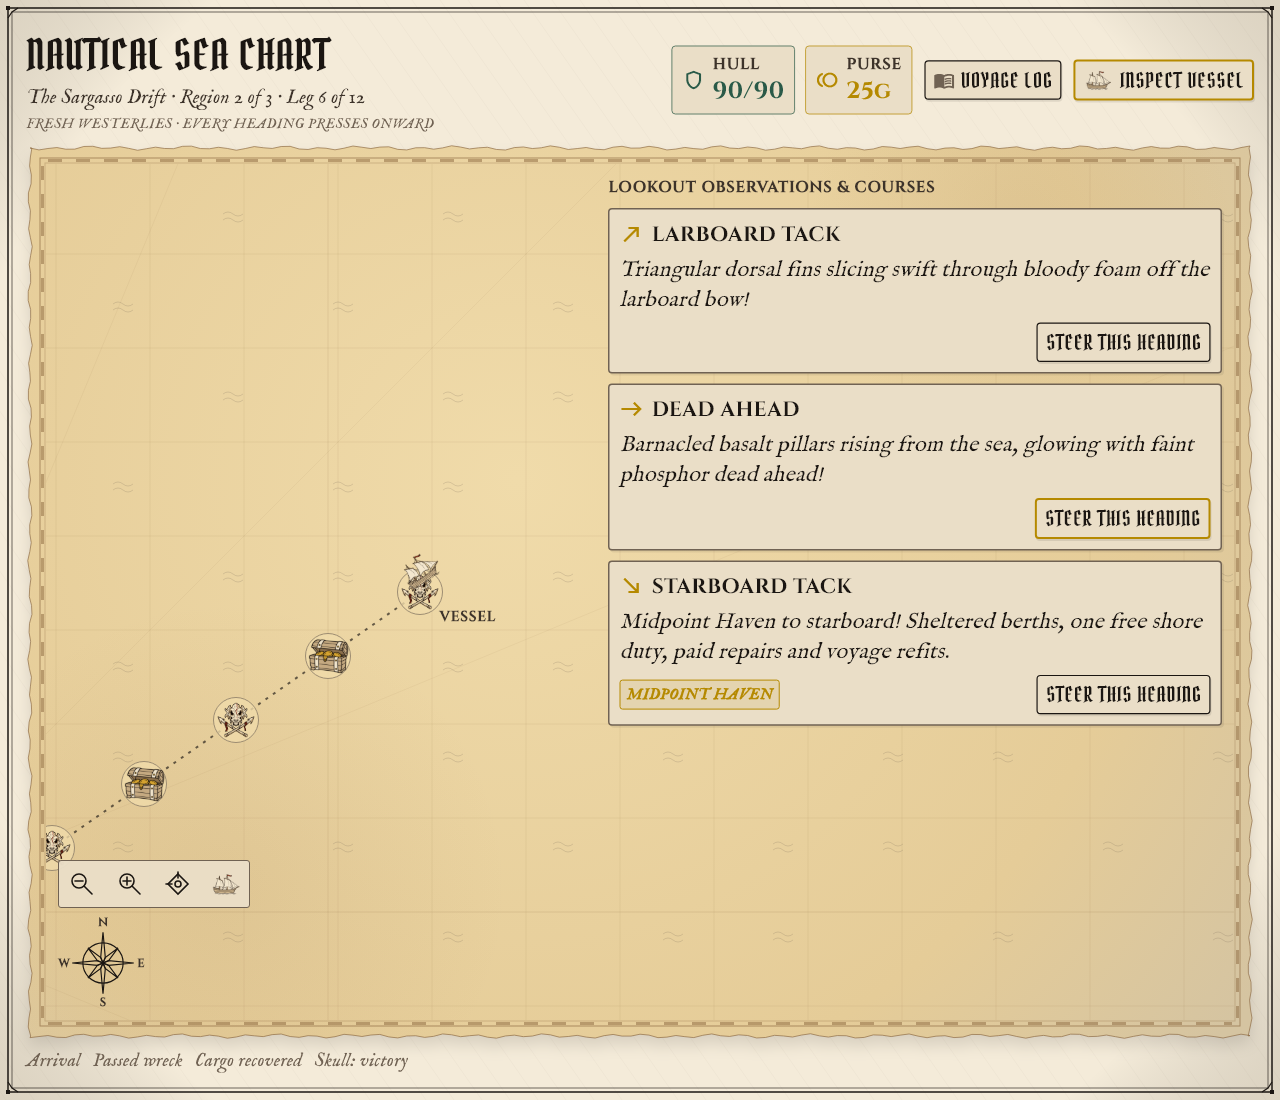 NAUTICAL SEA CHART
The Sargasso Drift · Region 2 of 3 · Leg 6 of 12
FRESH WESTERLIES · EVERY HEADING PRESSES ONWARD
HULL
90/90
PURSE
25G
VOYAGE LOG
INSPECT VESSEL
LOOKOUT OBSERVATIONS & COURSES
LARBOARD TACK
Triangular dorsal fins slicing swift through bloody foam off the
larboard bow!
STEER THIS HEADING
DEAD AHEAD
Barnacled basalt pillars rising from the sea, glowing with faint
phosphor dead ahead!
STEER THIS HEADING
STARBOARD TACK
Midpoint Haven to starboard! Sheltered berths, one free shore
duty, paid repairs and voyage refits.
MIDPOINT HAVEN
STEER THIS HEADING
VESSEL
N
W
E
S
Arrival Passed wreck Cargo recovered Skull: victory